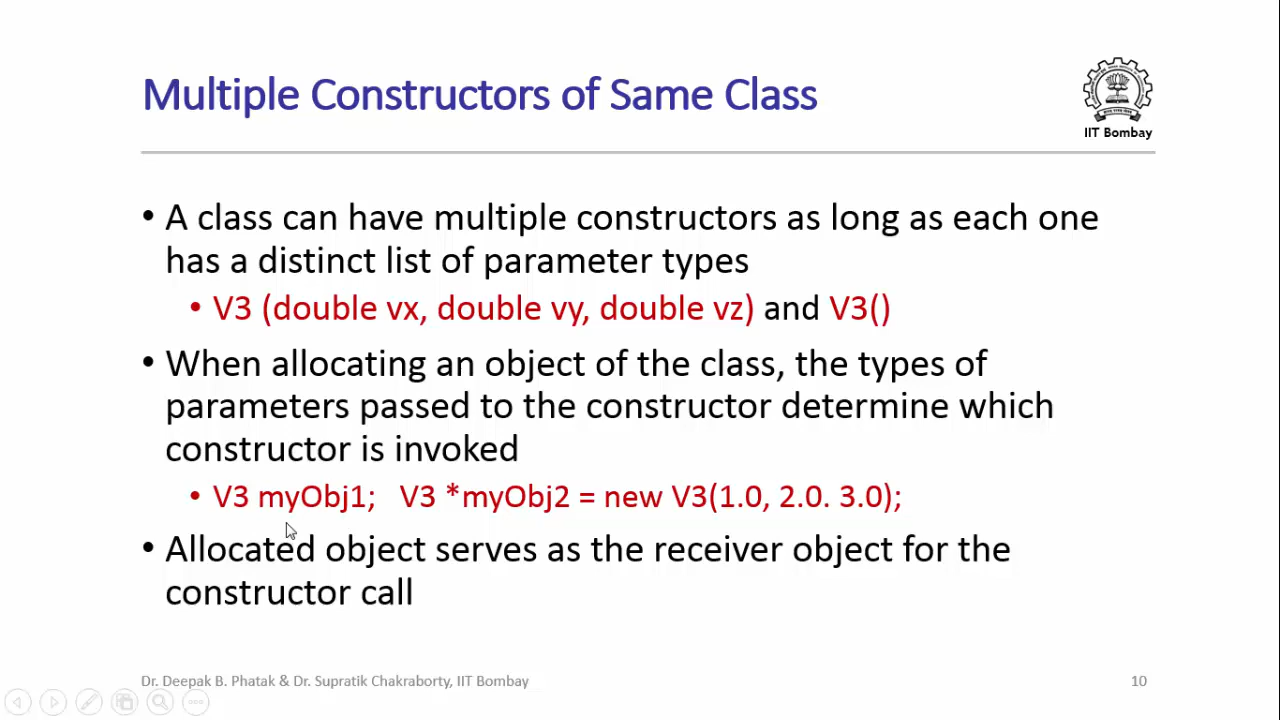 Multiple Constructors of Same Class
IIT Bombay
• A class can have multiple constructors as long as each one
has a distinct list of parameter types
• V3 (double vx, double vy, double vz) and V3()
• When allocating an object of the class, the types of
parameters passed to the constructor determine which
constructor is invoked
• V3 myObj1; V3 *myObj2 = new V3(1.0, 2.0. 3.0);
• Allocated object serves as the receiver object for the
constructor call
Dr. Deepak B. Phatak & Dr. Supratik Chakraborty, IIT Bombay
10